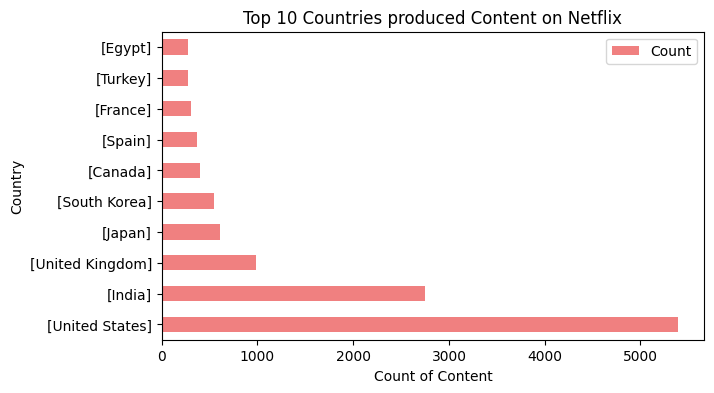 Top 10 Countries produced Content on Netflix
Count
[Egypt]
[Turkey]
[France]
[Spain]
[Canada]
[South Korea]
[Japan]
[United Kingdom]
[India]
[United States]
Country
0 1000 2000 3000 4000 5000
Count of Content